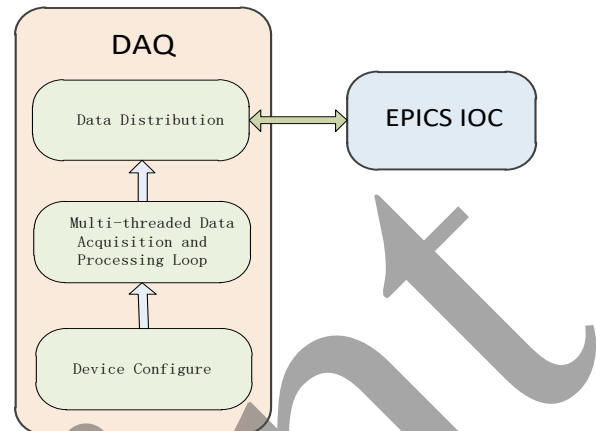 DAQ
Data Distribution
EPICS IOC
Multi-threaded Data
Acquisition and
Processing Loop
Device Configure